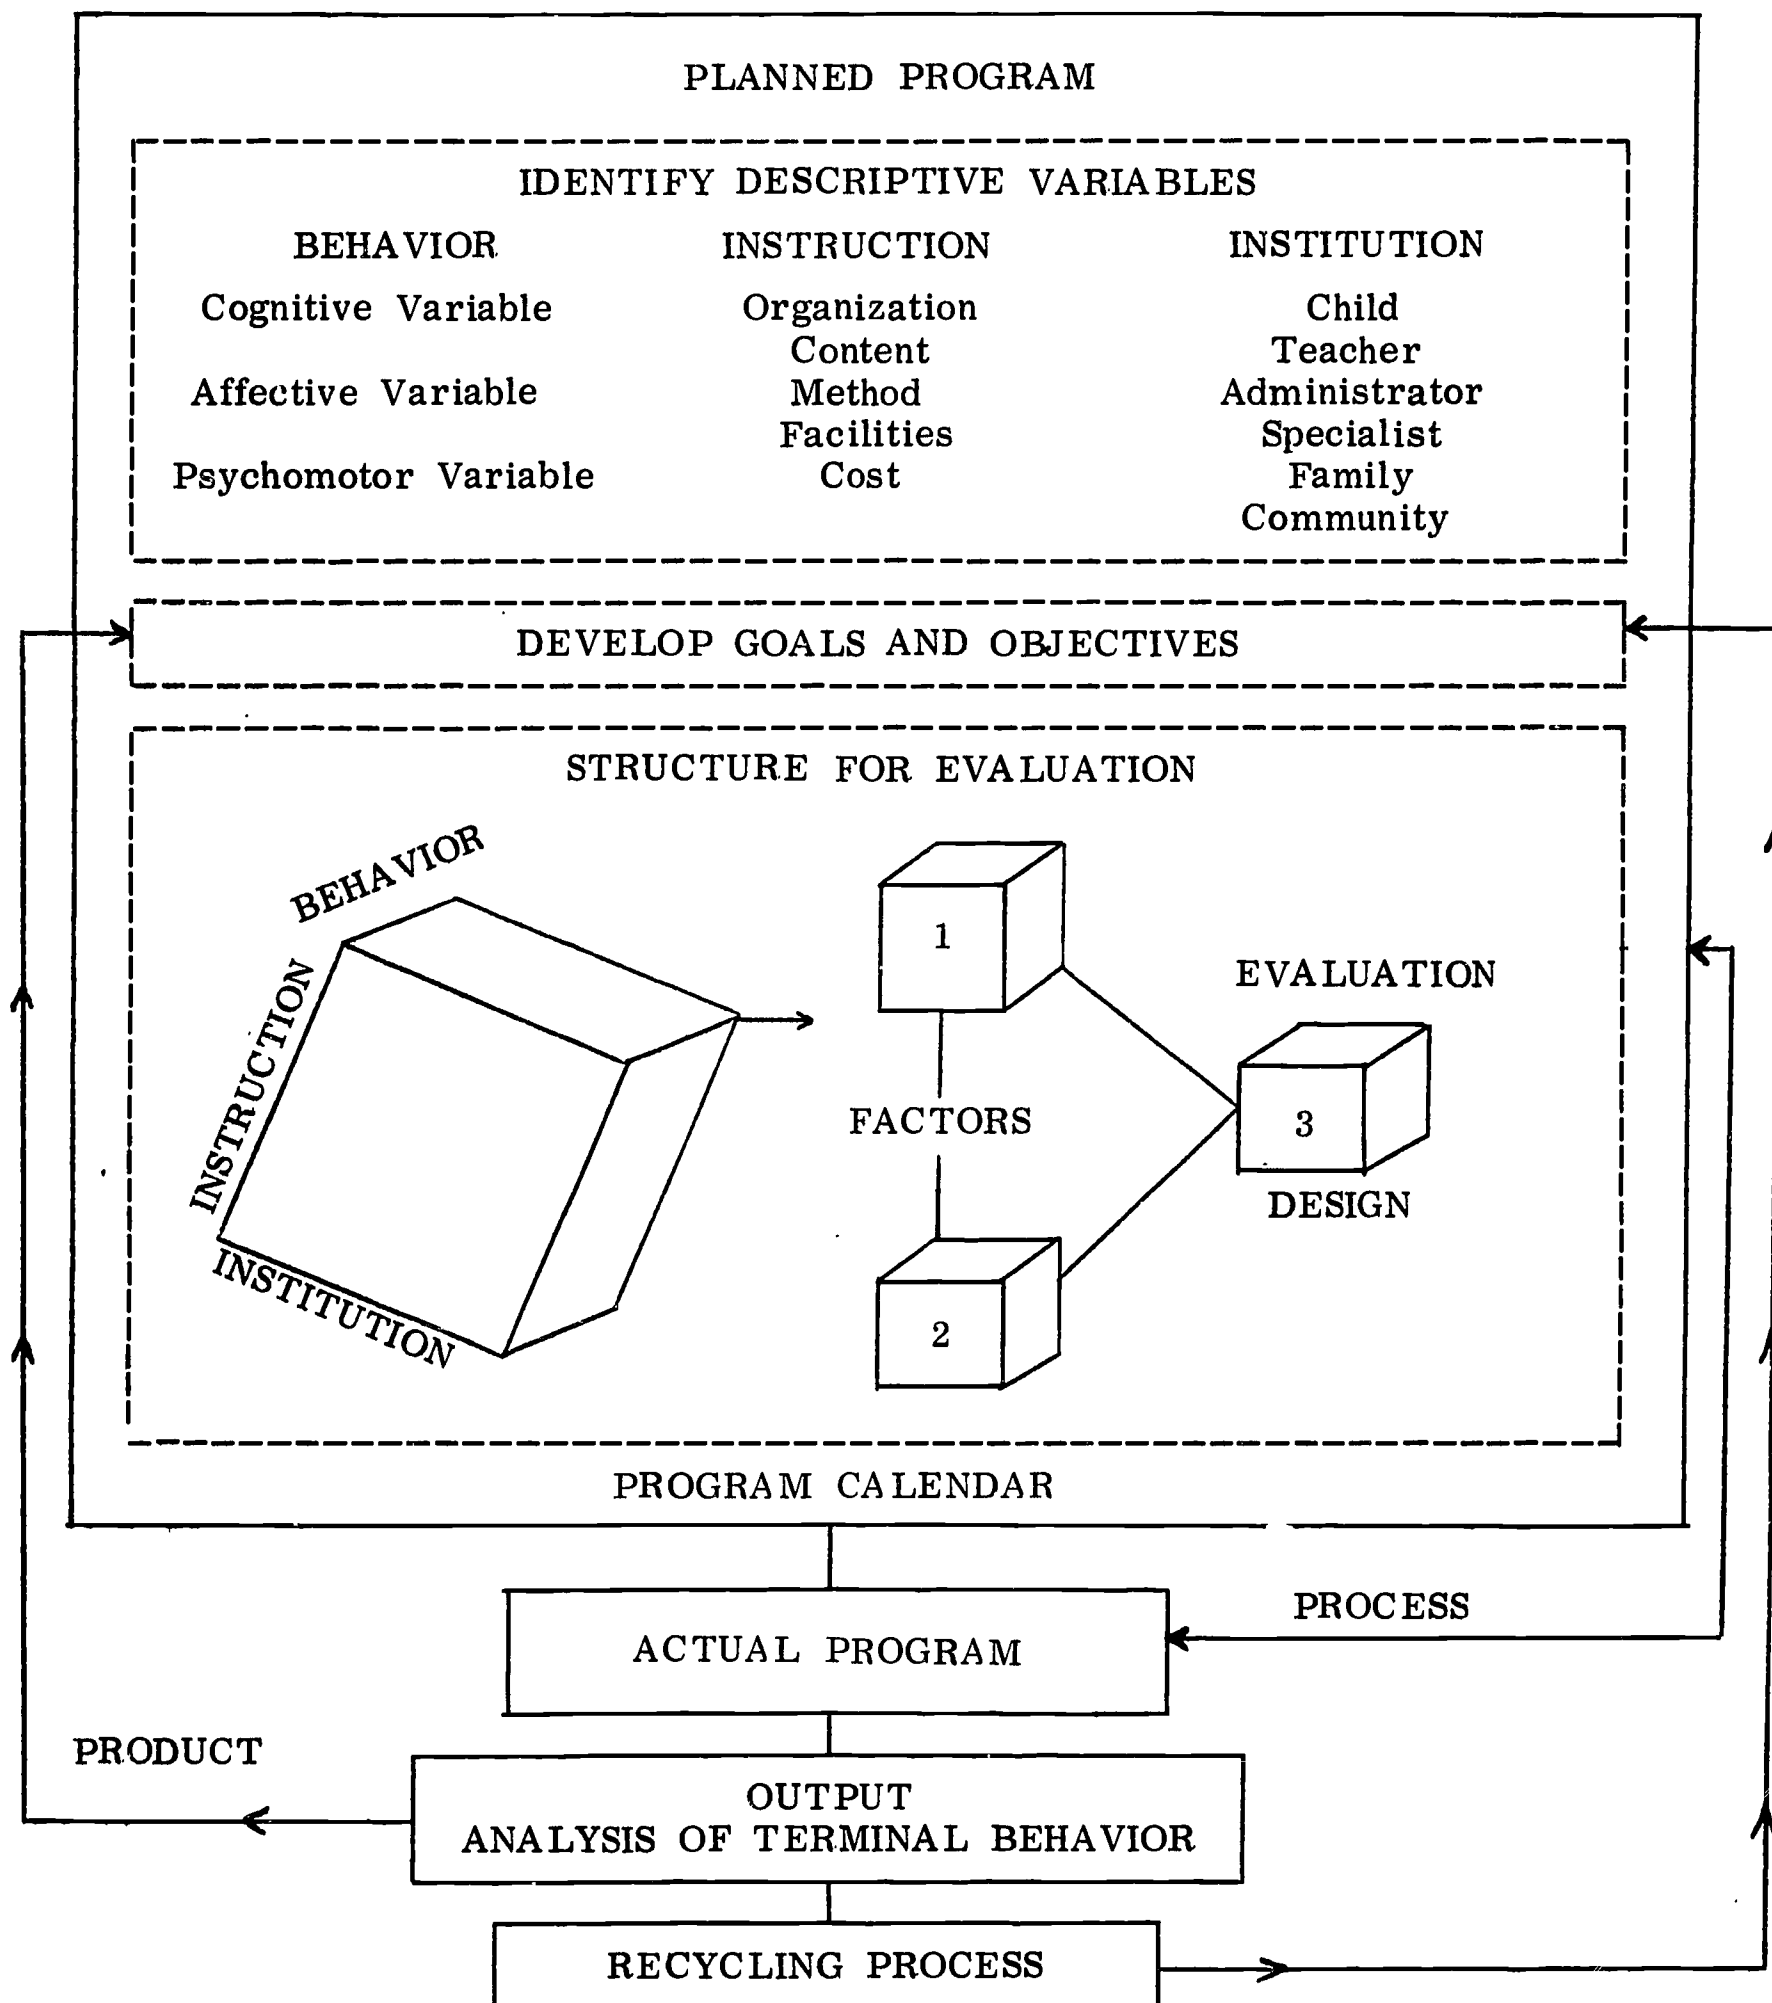 PLANNED PROGRAM
IDENTIFY DESCRIPTIVE VARIABLES
BEHAVIOR INSTRUCTION INSTITUTION
Cognitive Variable Organization Child
Content Teacher
Affective Variable Method Administrator
Facilities Specialist
Psychomotor Variable Cost Family
Community
DEVELOP GOALS AND OBJECTIVES
STRUCTURE FOR EVALUATION
BEHAVIOR
INSTRUCTION
INSTITUTION
1
FACTORS
2
EVALUATION
3
DESIGN
PROGRAM CALENDAR
ACTUAL PROGRAM
PROCESS
PRODUCT
OUTPUT
ANALYSIS OF TERMINAL BEHAVIOR
RECYCLING PROCESS